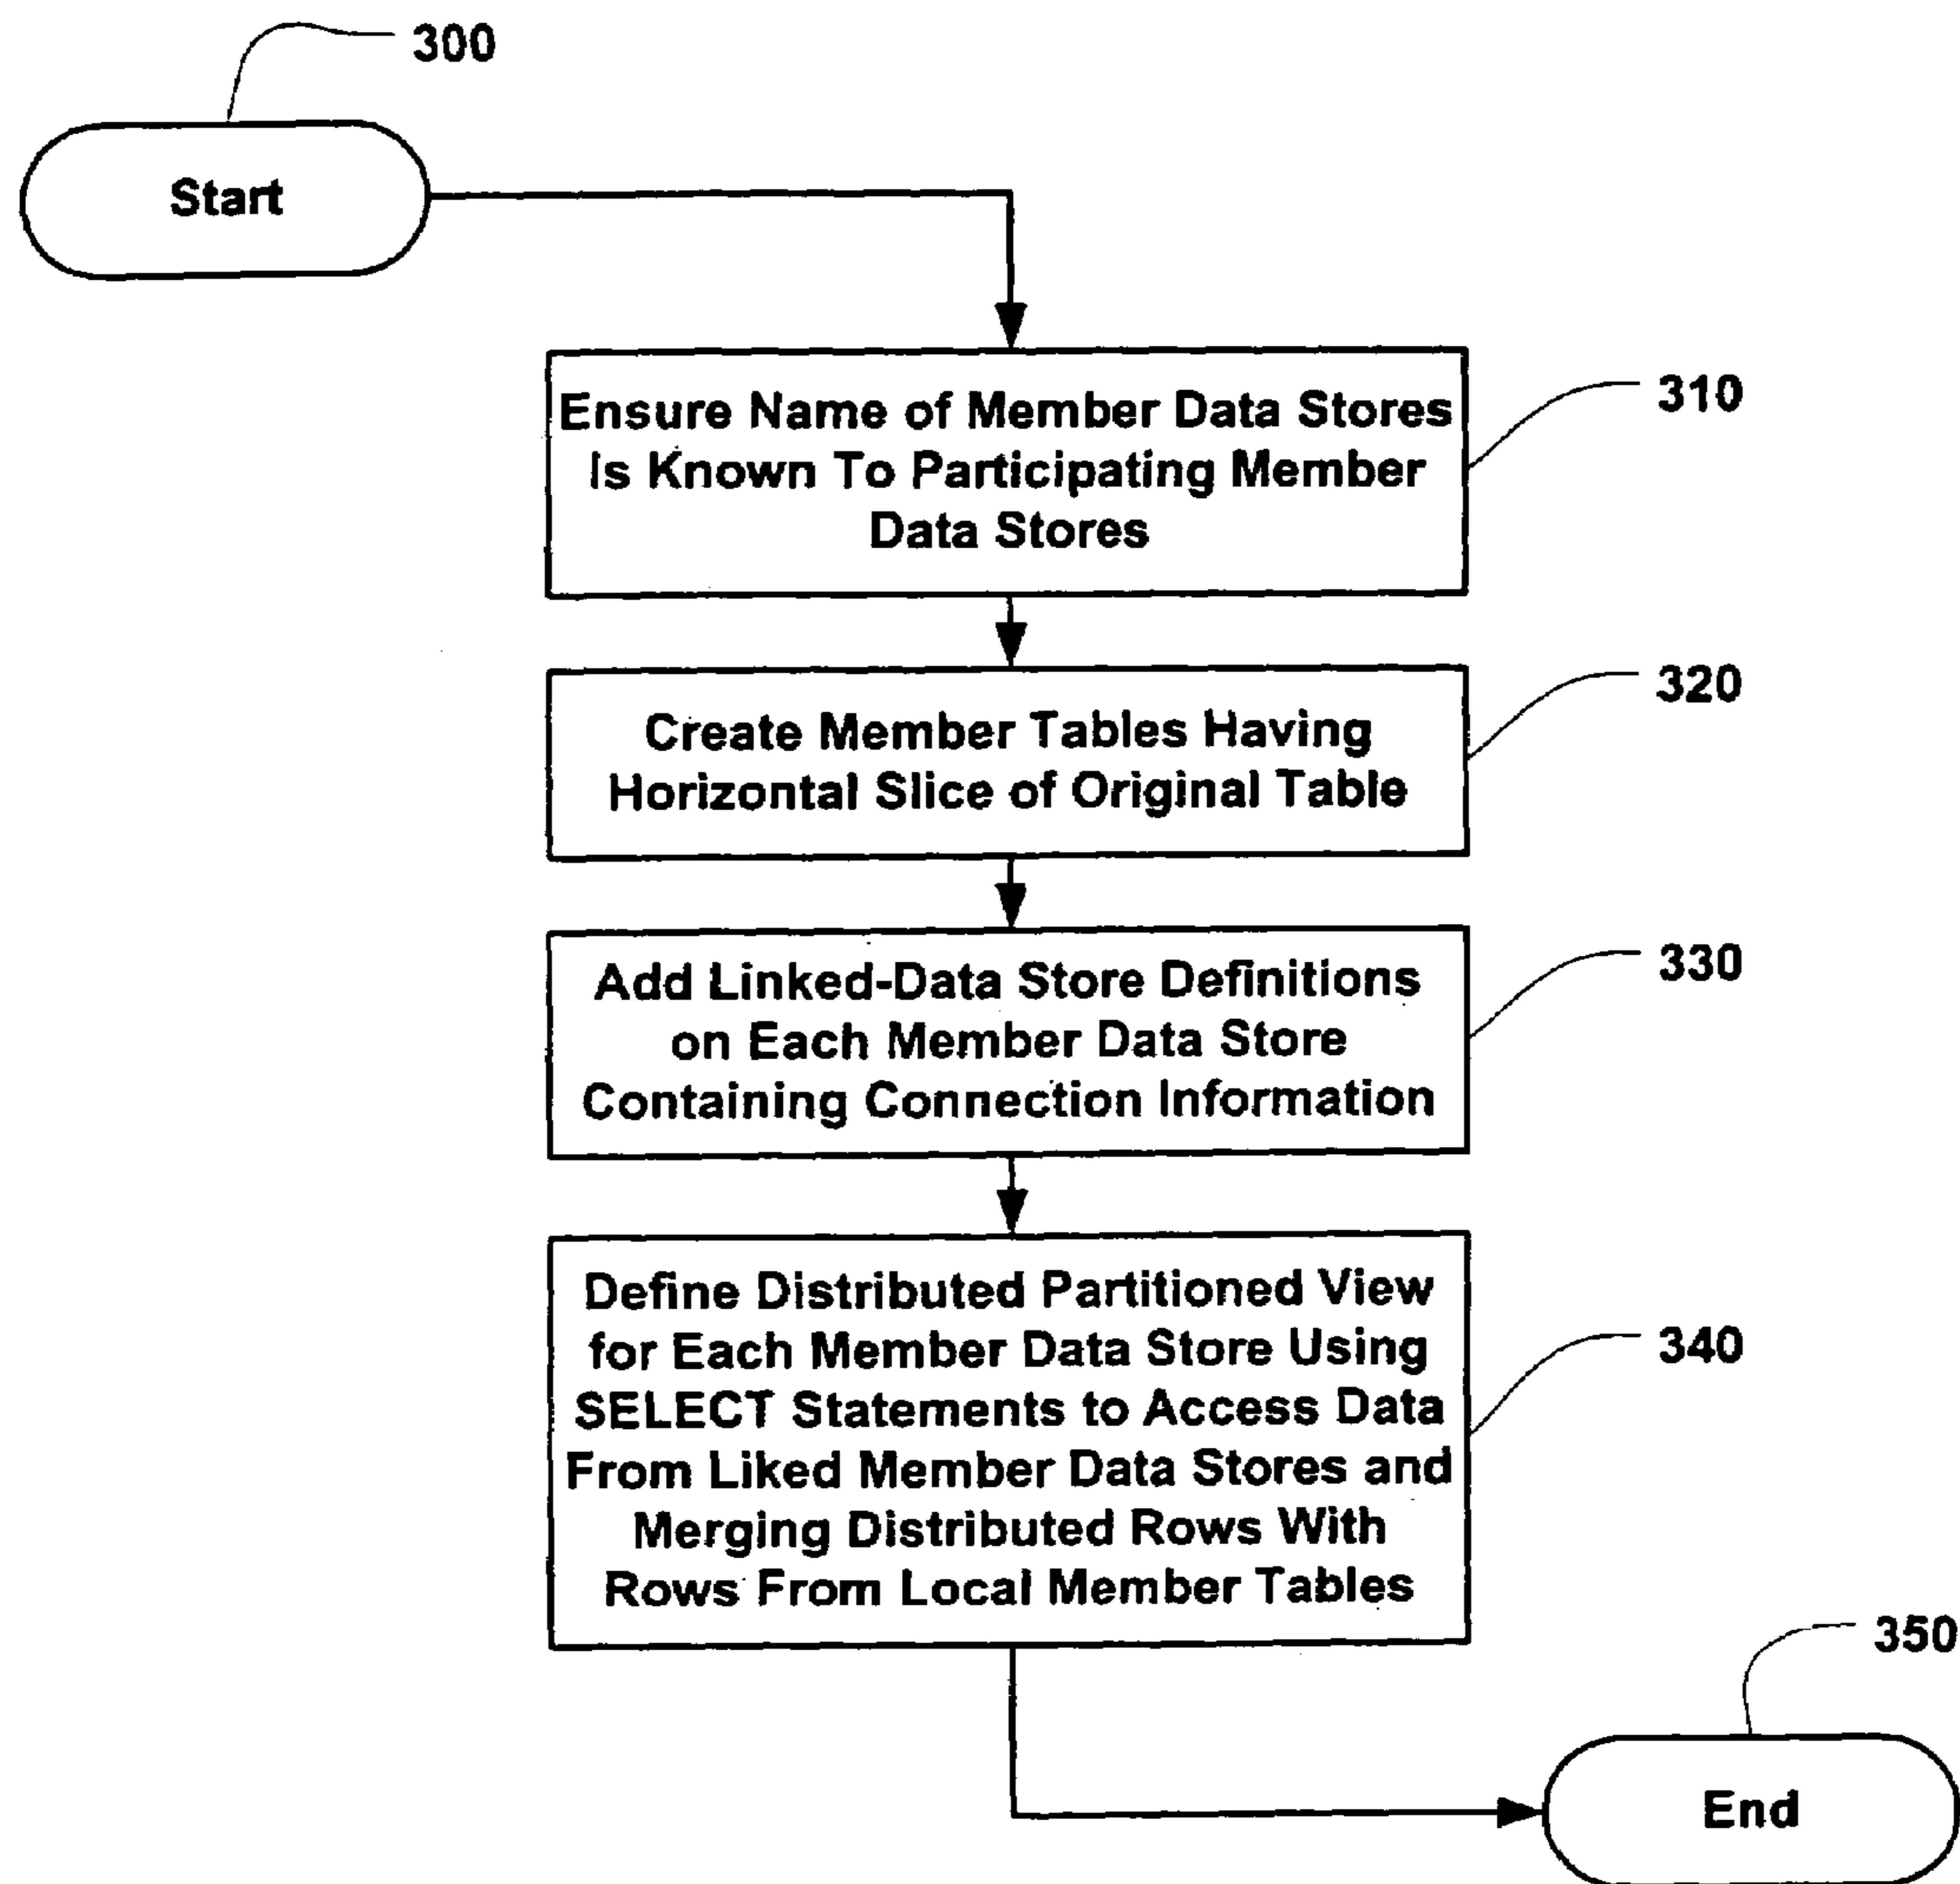 300
Start
Ensure Name of Member Data Stores
Is Known To Participating Member
Data Stores
310
Create Member Tables Having
Horizontal Slice of Original Table
320
Add Linked-Data Store Definitions
on Each Member Data Store
Containing Connection Information
330
Define Distributed Partitioned View
for Each Member Data Store Using
SELECT Statements to Access Data
From Liked Member Data Stores and
Merging Distributed Rows With
Rows From Local Member Tables
340
350
End